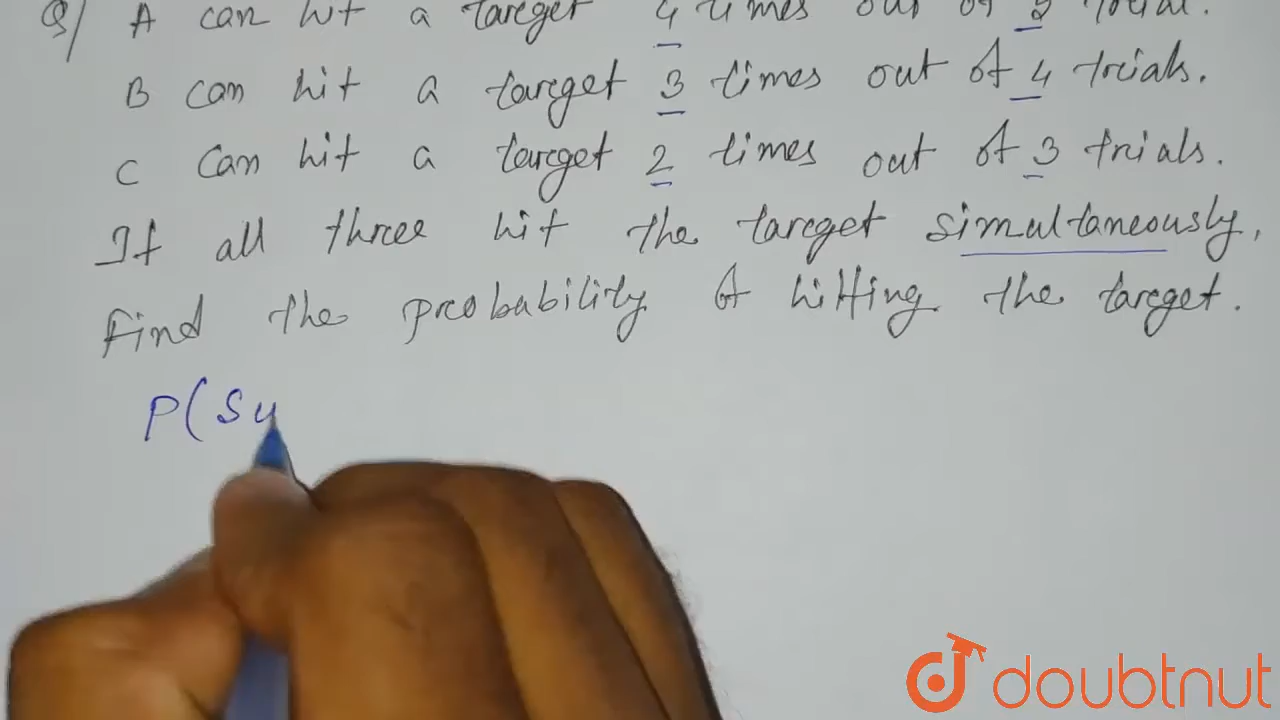 Q/ A can hit a target 4 times out of 5 trial.
B can hit a target 3 times out of 4 trials.
C can hit a target 2 times out of 3 trials.
If all three hit the target simultaneously,
find the probability of hitting the target.
P(Su
doubtnut